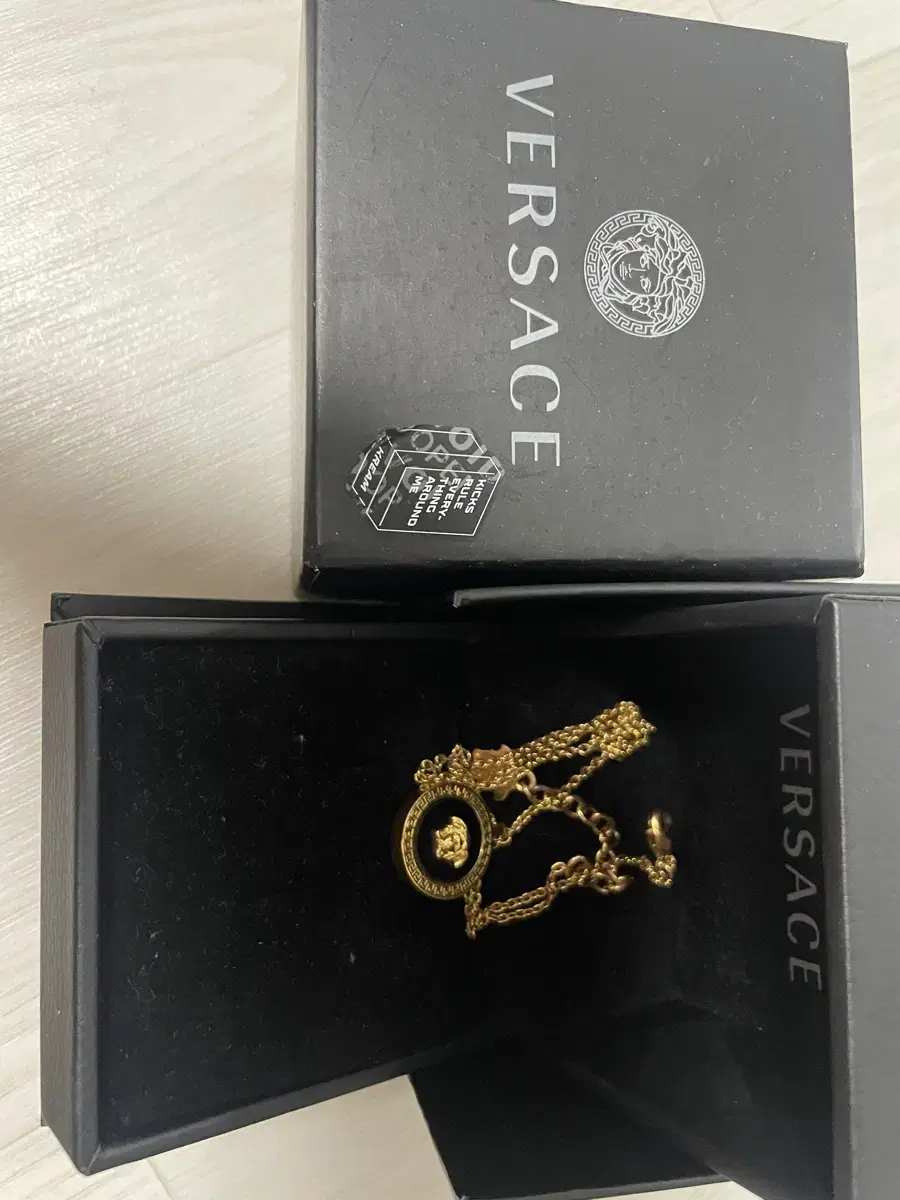 VERSACE
KICKS
RULE
EVERY-
THING
AROUND
ME
KREAM
VERSACE